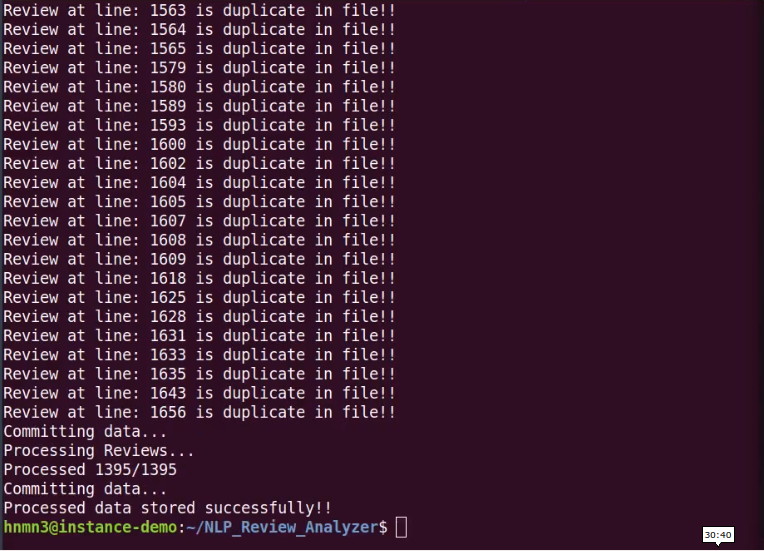 Review at line: 1563 is duplicate in file!!
Review at line: 1564 is duplicate in file!!
Review at line: 1565 is duplicate in file!!
Review at line: 1579 is duplicate in file!!
Review at line: 1580 is duplicate in file!!
Review at line: 1589 is duplicate in file!!
Review at line: 1593 is duplicate in file!!
Review at line: 1600 is duplicate in file!!
Review at line: 1602 is duplicate in file!!
Review at line: 1604 is duplicate in file!!
Review at line: 1605 is duplicate in file!!
Review at line: 1607 is duplicate in file!!
Review at line: 1608 is duplicate in file!!
Review at line: 1609 is duplicate in file!!
Review at line: 1618 is duplicate in file!!
Review at line: 1625 is duplicate in file!!
Review at line: 1628 is duplicate in file!!
Review at line: 1631 is duplicate in file!!
Review at line: 1633 is duplicate in file!!
Review at line: 1635 is duplicate in file!!
Review at line: 1643 is duplicate in file!!
Review at line: 1656 is duplicate in file!!
Committing data...
Processing Reviews...
Processed 1395/1395
Committing data...
Processed data stored successfully!!
hnmn3@instance-demo:~/NLP_Review_Analyzer$
30:40